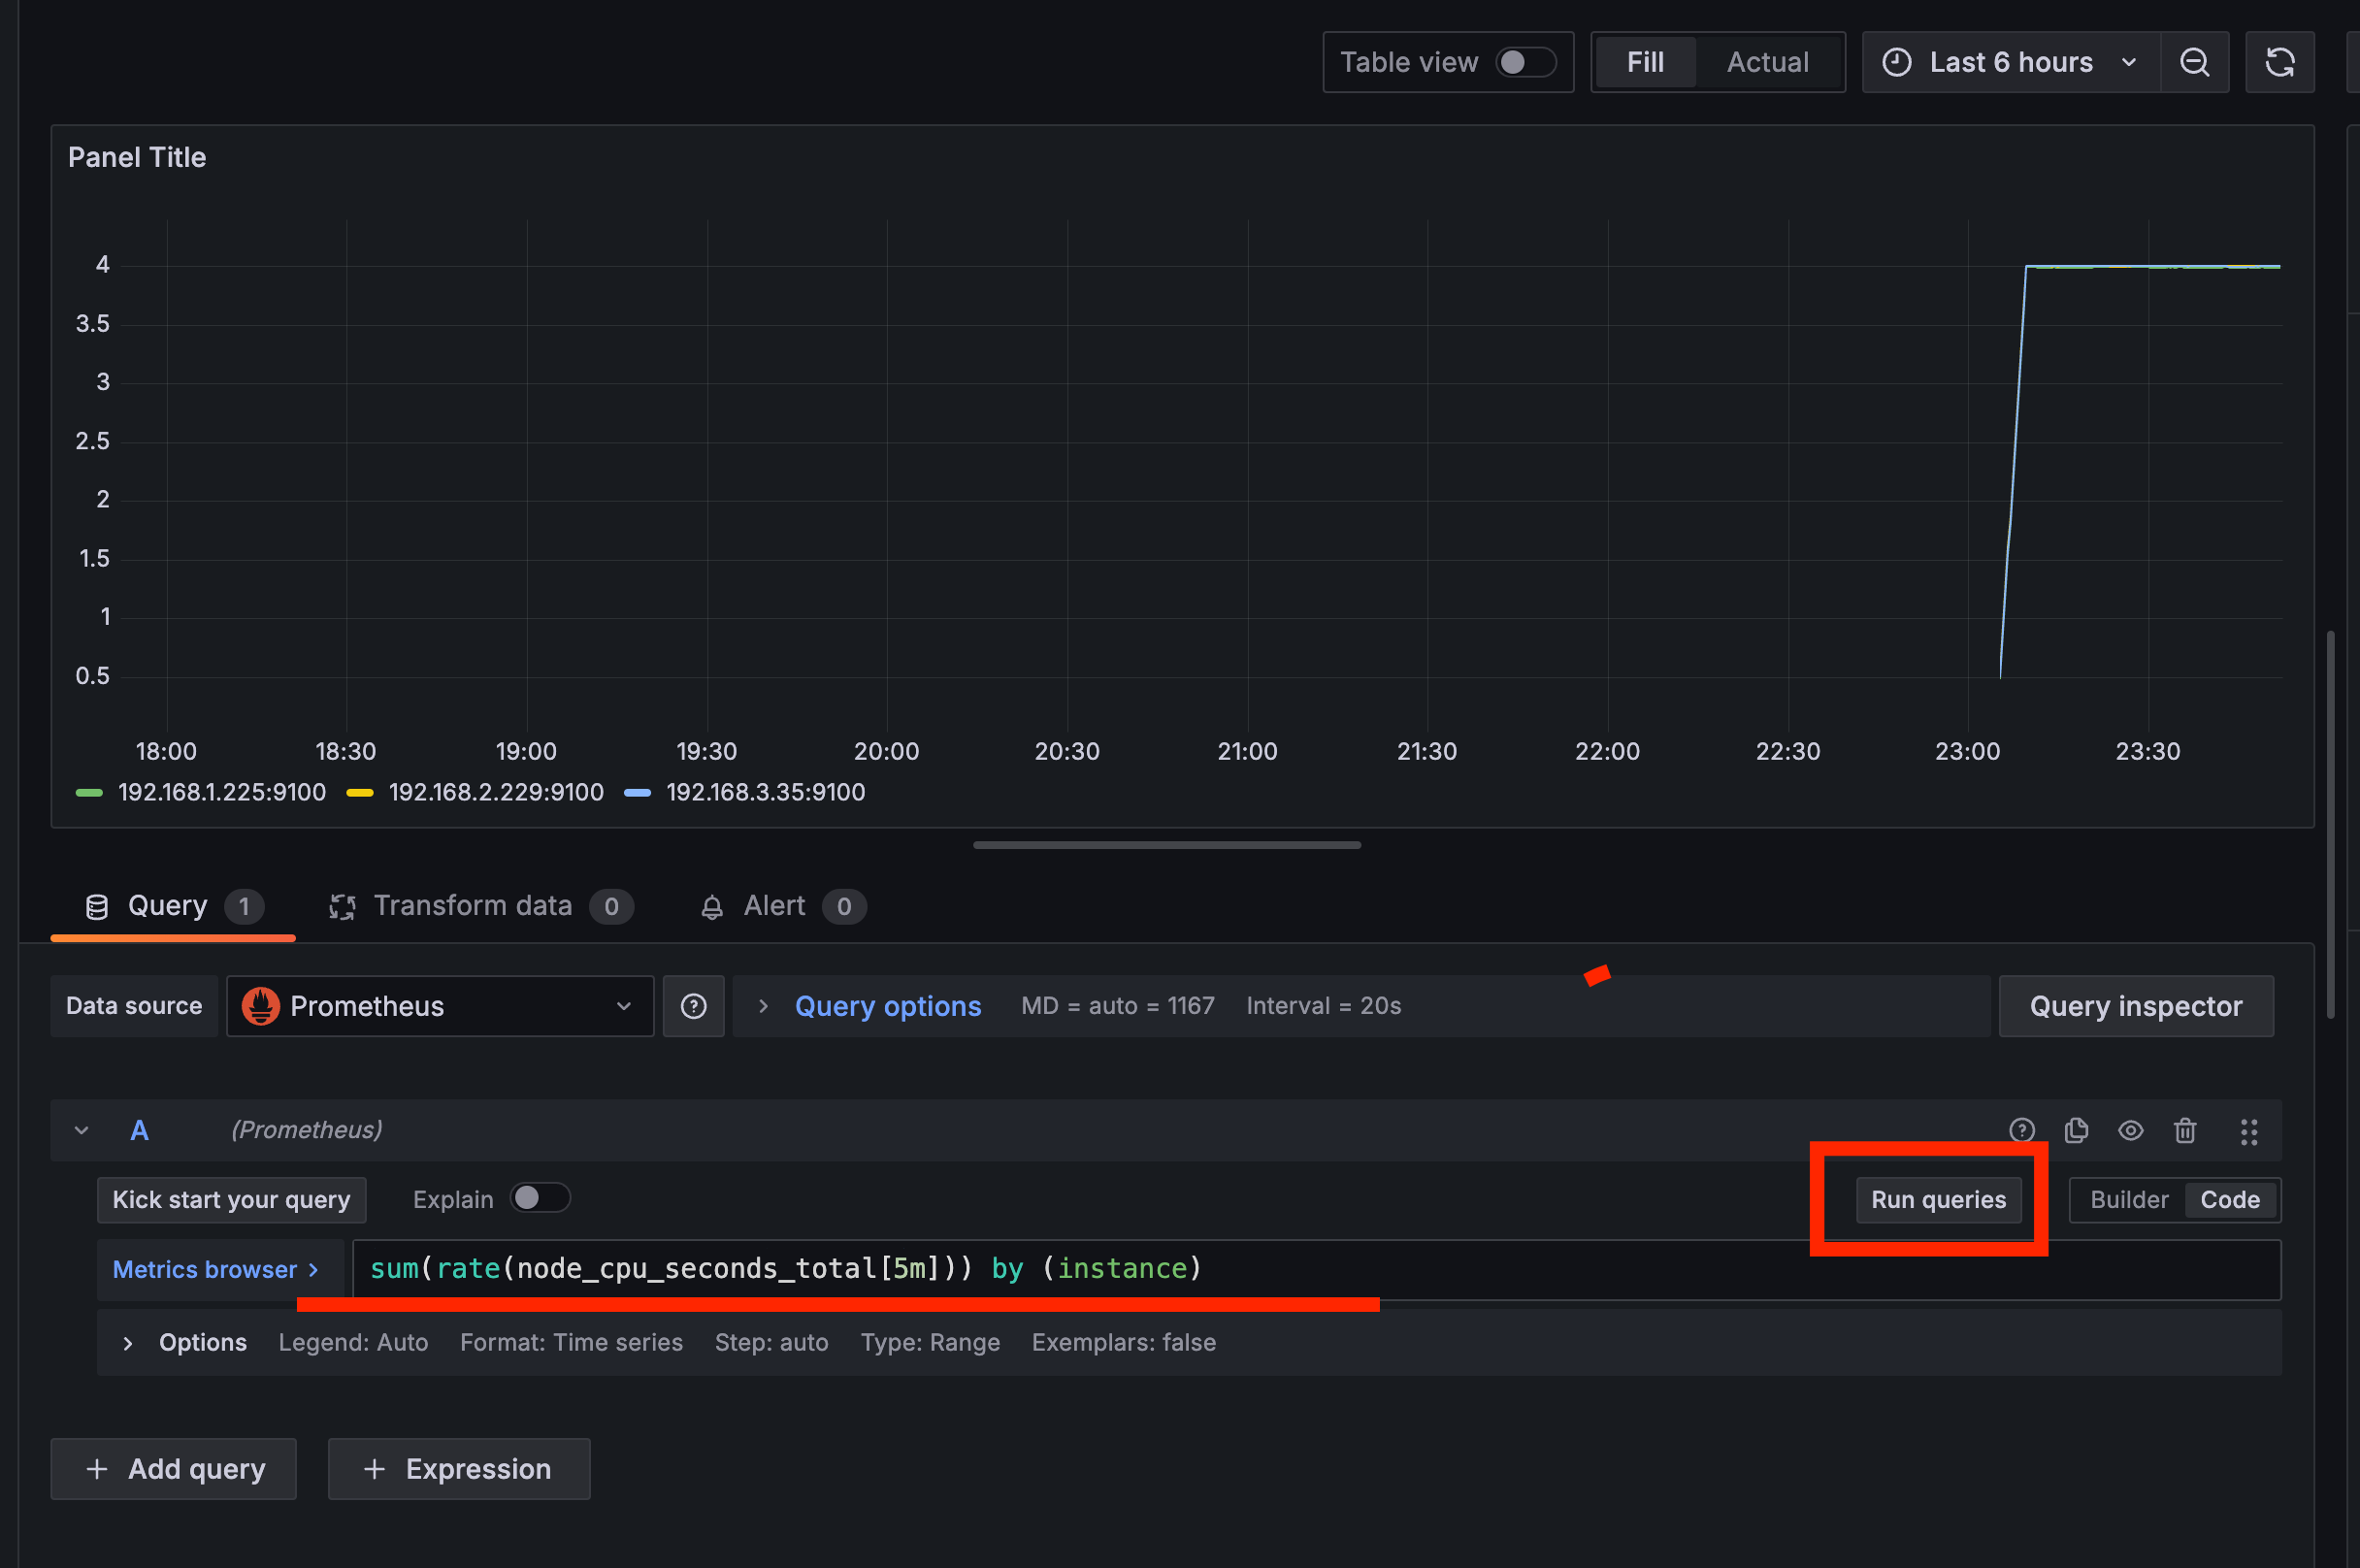 Table view Fill Actual Last 6 hours
Panel Title
4
3.5
3
2.5
2
1.5
1
0.5
18:00 18:30 19:00 19:30 20:00 20:30 21:00 21:30 22:00 22:30 23:00 23:30
192.168.1.225:9100 192.168.2.229:9100 192.168.3.35:9100
Query 1 Transform data 0 Alert 0
Data source Prometheus Query options MD = auto = 1167 Interval = 20s Query inspector
A (Prometheus)
Kick start your query Explain Run queries Builder Code
Metrics browser > sum(rate(node_cpu_seconds_total[5m])) by (instance)
> Options Legend: Auto Format: Time series Step: auto Type: Range Exemplars: false
+ Add query + Expression